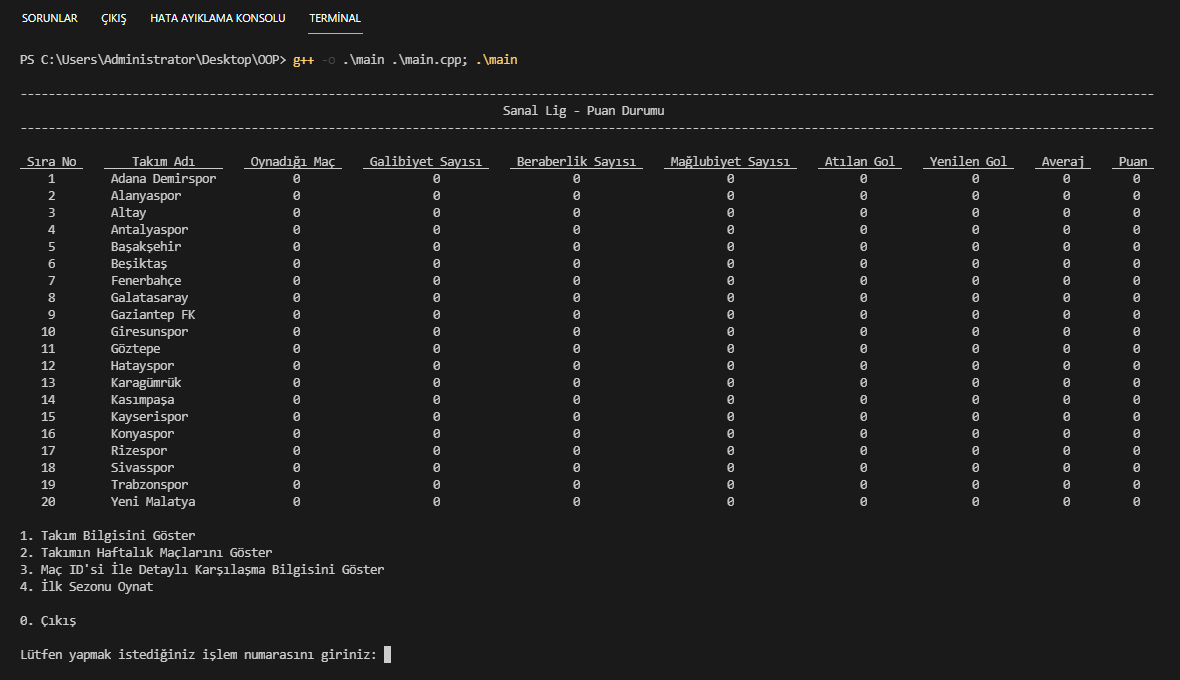 SORUNLAR ÇIKIŞ HATA AYIKLAMA KONSOLU TERMİNAL
PS C:\Users\Administrator\Desktop\OOP> g++ -o .\main .\main.cpp; .\main
-----------------------------------------------------------------------------------------------------------------------------------------------------------------
Sanal Lig - Puan Durumu
-----------------------------------------------------------------------------------------------------------------------------------------------------------------
Sıra No Takım Adı Oynadığı Maç Galibiyet Sayısı Beraberlik Sayısı Mağlubiyet Sayısı Atılan Gol Yenilen Gol Averaj Puan
1 Adana Demirspor 0 0 0 0 0 0 0 0
2 Alanyaspor 0 0 0 0 0 0 0 0
3 Altay 0 0 0 0 0 0 0 0
4 Antalyaspor 0 0 0 0 0 0 0 0
5 Başakşehir 0 0 0 0 0 0 0 0
6 Beşiktaş 0 0 0 0 0 0 0 0
7 Fenerbahçe 0 0 0 0 0 0 0 0
8 Galatasaray 0 0 0 0 0 0 0 0
9 Gaziantep FK 0 0 0 0 0 0 0 0
10 Giresunspor 0 0 0 0 0 0 0 0
11 Göztepe 0 0 0 0 0 0 0 0
12 Hatayspor 0 0 0 0 0 0 0 0
13 Karagümrük 0 0 0 0 0 0 0 0
14 Kasımpaşa 0 0 0 0 0 0 0 0
15 Kayserispor 0 0 0 0 0 0 0 0
16 Konyaspor 0 0 0 0 0 0 0 0
17 Rizespor 0 0 0 0 0 0 0 0
18 Sivasspor 0 0 0 0 0 0 0 0
19 Trabzonspor 0 0 0 0 0 0 0 0
20 Yeni Malatya 0 0 0 0 0 0 0 0
1. Takım Bilgisini Göster
2. Takımın Haftalık Maçlarını Göster
3. Maç ID'si İle Detaylı Karşılaşma Bilgisini Göster
4. İlk Sezonu Oynat
0. Çıkış
Lütfen yapmak istediğiniz işlem numarasını giriniz: